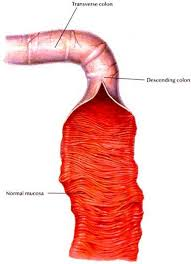 Transverse colon
Descending colon
Normal mucosa